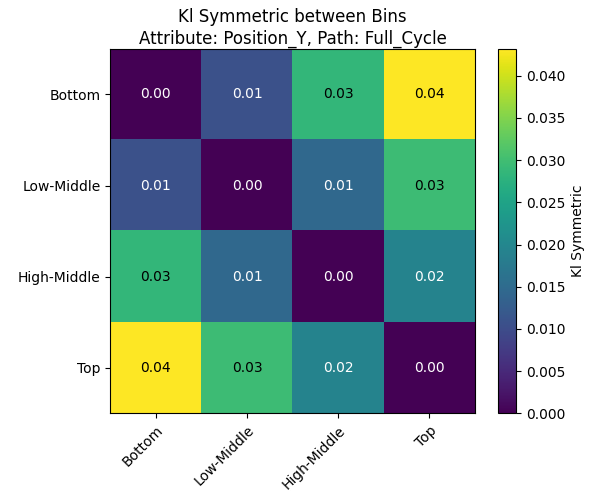 Kl Symmetric between Bins
Attribute: Position_Y, Path: Full_Cycle
Bottom
0.00
0.01
0.03
0.04
Low-Middle
0.01
0.00
0.01
0.03
High-Middle
0.03
0.01
0.00
0.02
Top
0.04
0.03
0.02
0.00
Bottom
Low-Middle
High-Middle
Top
0.040
0.035
0.030
0.025
0.020
0.015
0.010
0.005
0.000
Kl Symmetric